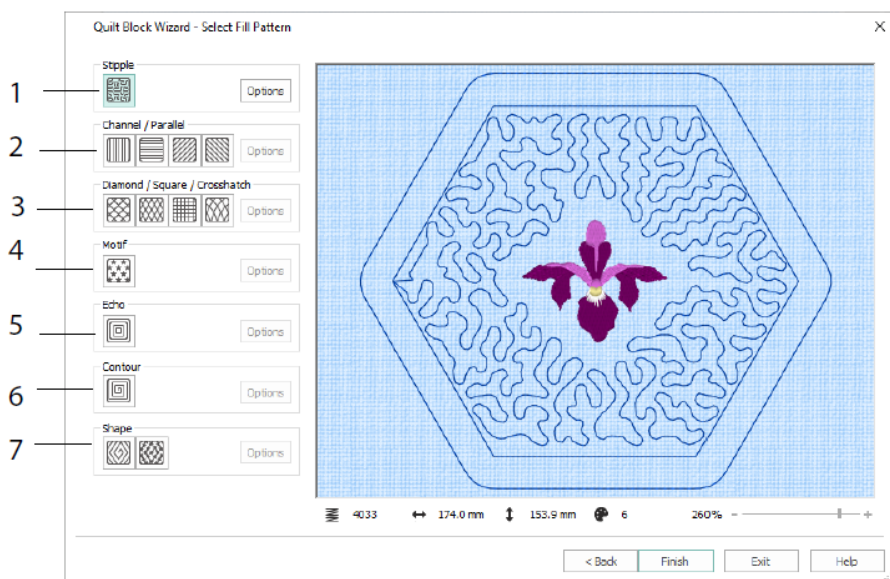 Quilt Block Wizard - Select Fill Pattern
1
Stipple
Options
2
Channel / Parallel
Options
3
Diamond / Square / Crosshatch
Options
4
Motif
Options
5
Echo
Options
6
Contour
Options
7
Shape
Options
4033 174.0 mm 153.9 mm 6 260% - +
< Back Finish Exit Help